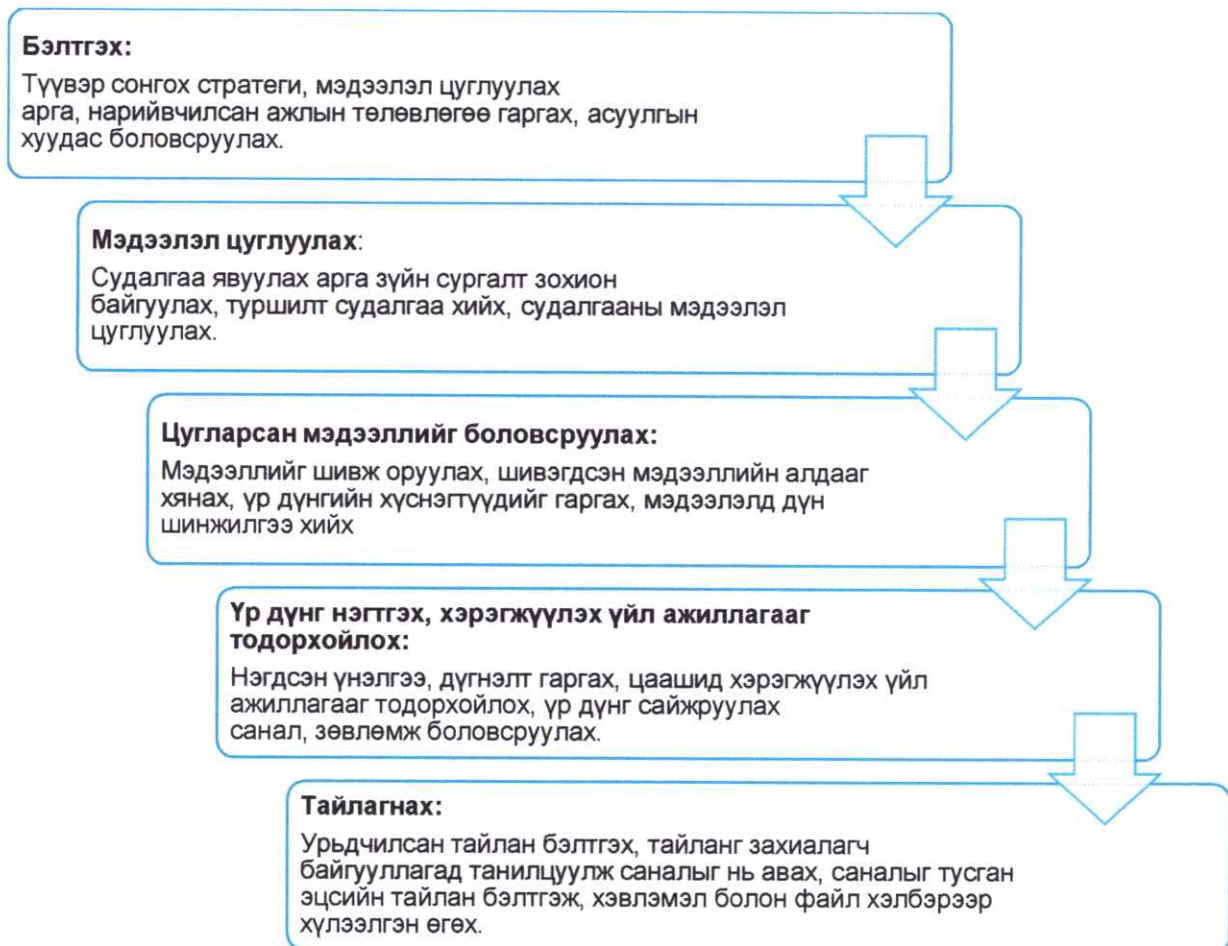 Бэлтгэх:
Түүвэр сонгох стратеги, мэдээлэл цуглуулах
арга, нарийвчилсан ажлын төлөвлөгөө гаргах, асуулгын
хуудас боловсруулах.
Мэдээлэл цуглуулах:
Судалгаа явуулах арга зүйн сургалт зохион
байгуулах, туршилт судалгаа хийх, судалгааны мэдээлэл
цуглуулах.
Цугларсан мэдээллийг боловсруулах:
Мэдээллийг шивж оруулах, шивэгдсэн мэдээллийн алдааг
хянах, үр дүнгийн хүснэгтүүдийг гаргах, мэдээлэлд дүн
шинжилгээ хийх
Үр дүнг нэгтгэх, хэрэгжүүлэх үйл ажиллагааг
тодорхойлох:
Нэгдсэн үнэлгээ, дүгнэлт гаргах, цаашид хэрэгжүүлэх үйл
ажиллагааг тодорхойлох, үр дүнг сайжруулах
санал, зөвлөмж боловсруулах.
Тайлагнах:
Урьдчилсан тайлан бэлтгэх, тайланг захиалагч
байгууллагад танилцуулж саналыг нь авах, саналыг тусган
эцсийн тайлан бэлтгэж, хэвлэмэл болон файл хэлбэрээр
хүлээлгэн өгөх.